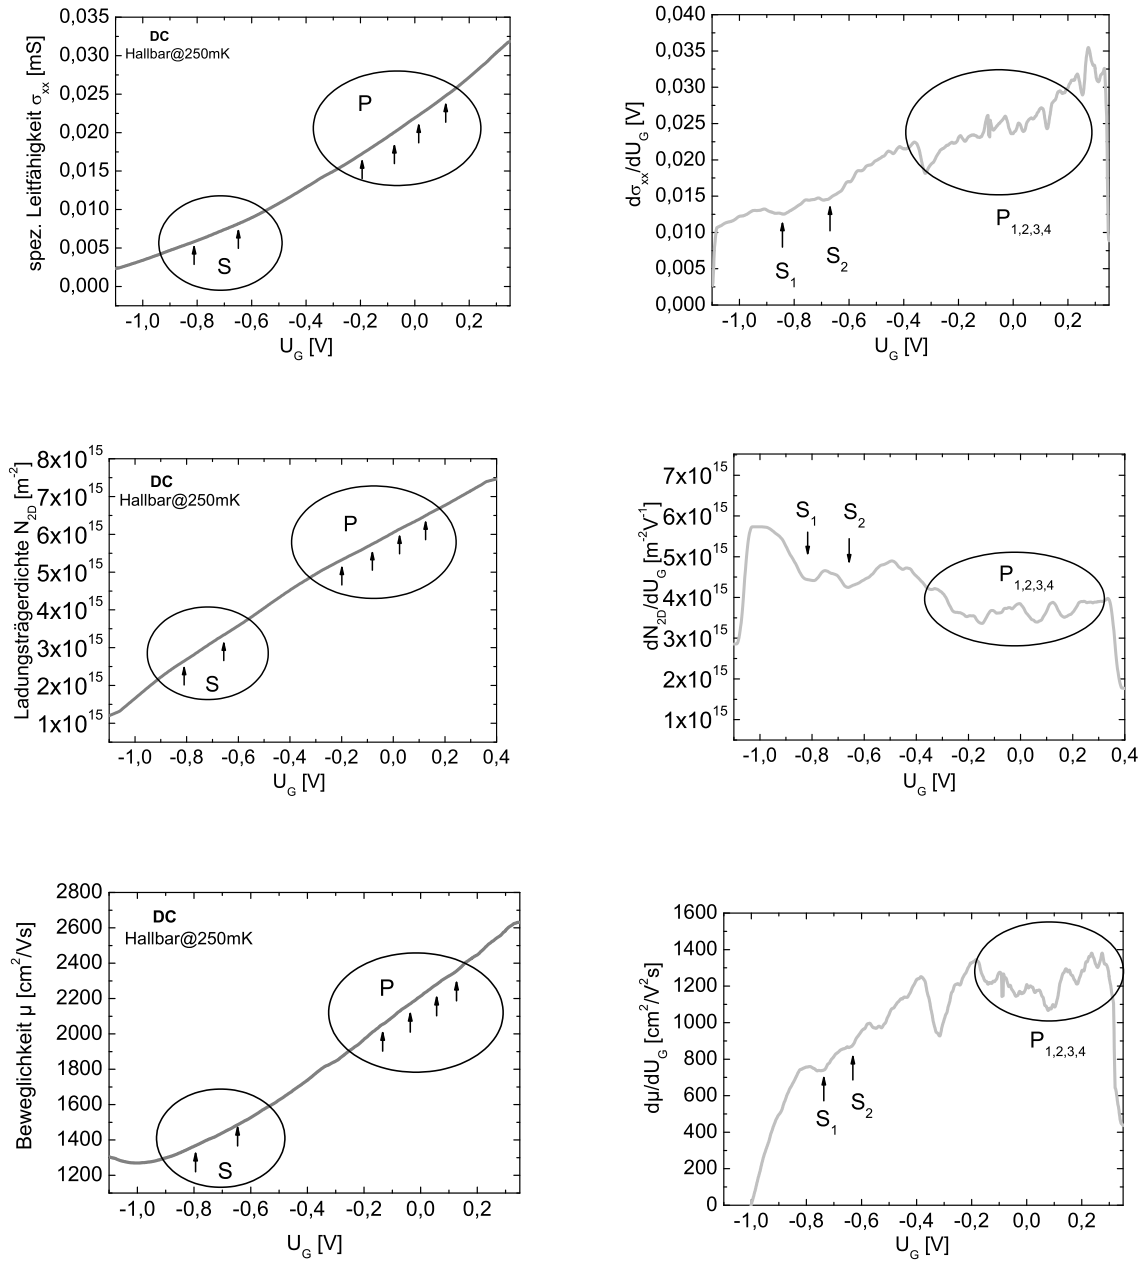 spez. Leitfähigkeit σxx [mS]
0,035
0,030
0,025
0,020
0,015
0,010
0,005
0,000
DC
Hallbar@250mK
P
S
-1,0 -0,8 -0,6 -0,4 -0,2 0,0 0,2
UG [V]
dσxx/dUG [V]
0,040
0,035
0,030
0,025
0,020
0,015
0,010
0,005
0,000
S1
S2
P1,2,3,4
-1,0 -0,8 -0,6 -0,4 -0,2 0,0 0,2
UG [V]
Ladungsträgerdichte N2D [m-2]
8x10^15
7x10^15
6x10^15
5x10^15
4x10^15
3x10^15
2x10^15
1x10^15
DC
Hallbar@250mK
P
S
-1,0 -0,8 -0,6 -0,4 -0,2 0,0 0,2 0,4
UG [V]
dN2D/dUG [m-2V-1]
7x10^15
6x10^15
5x10^15
4x10^15
3x10^15
2x10^15
1x10^15
S1
S2
P1,2,3,4
-1,0 -0,8 -0,6 -0,4 -0,2 0,0 0,2 0,4
UG [V]
Beweglichkeit µ [cm2/Vs]
2800
2600
2400
2200
2000
1800
1600
1400
1200
DC
Hallbar@250mK
P
S
-1,0 -0,8 -0,6 -0,4 -0,2 0,0 0,2
UG [V]
dµ/dUG [cm2/V2s]
1600
1400
1200
1000
800
600
400
200
0
S1
S2
P1,2,3,4
-1,0 -0,8 -0,6 -0,4 -0,2 0,0 0,2
UG [V]